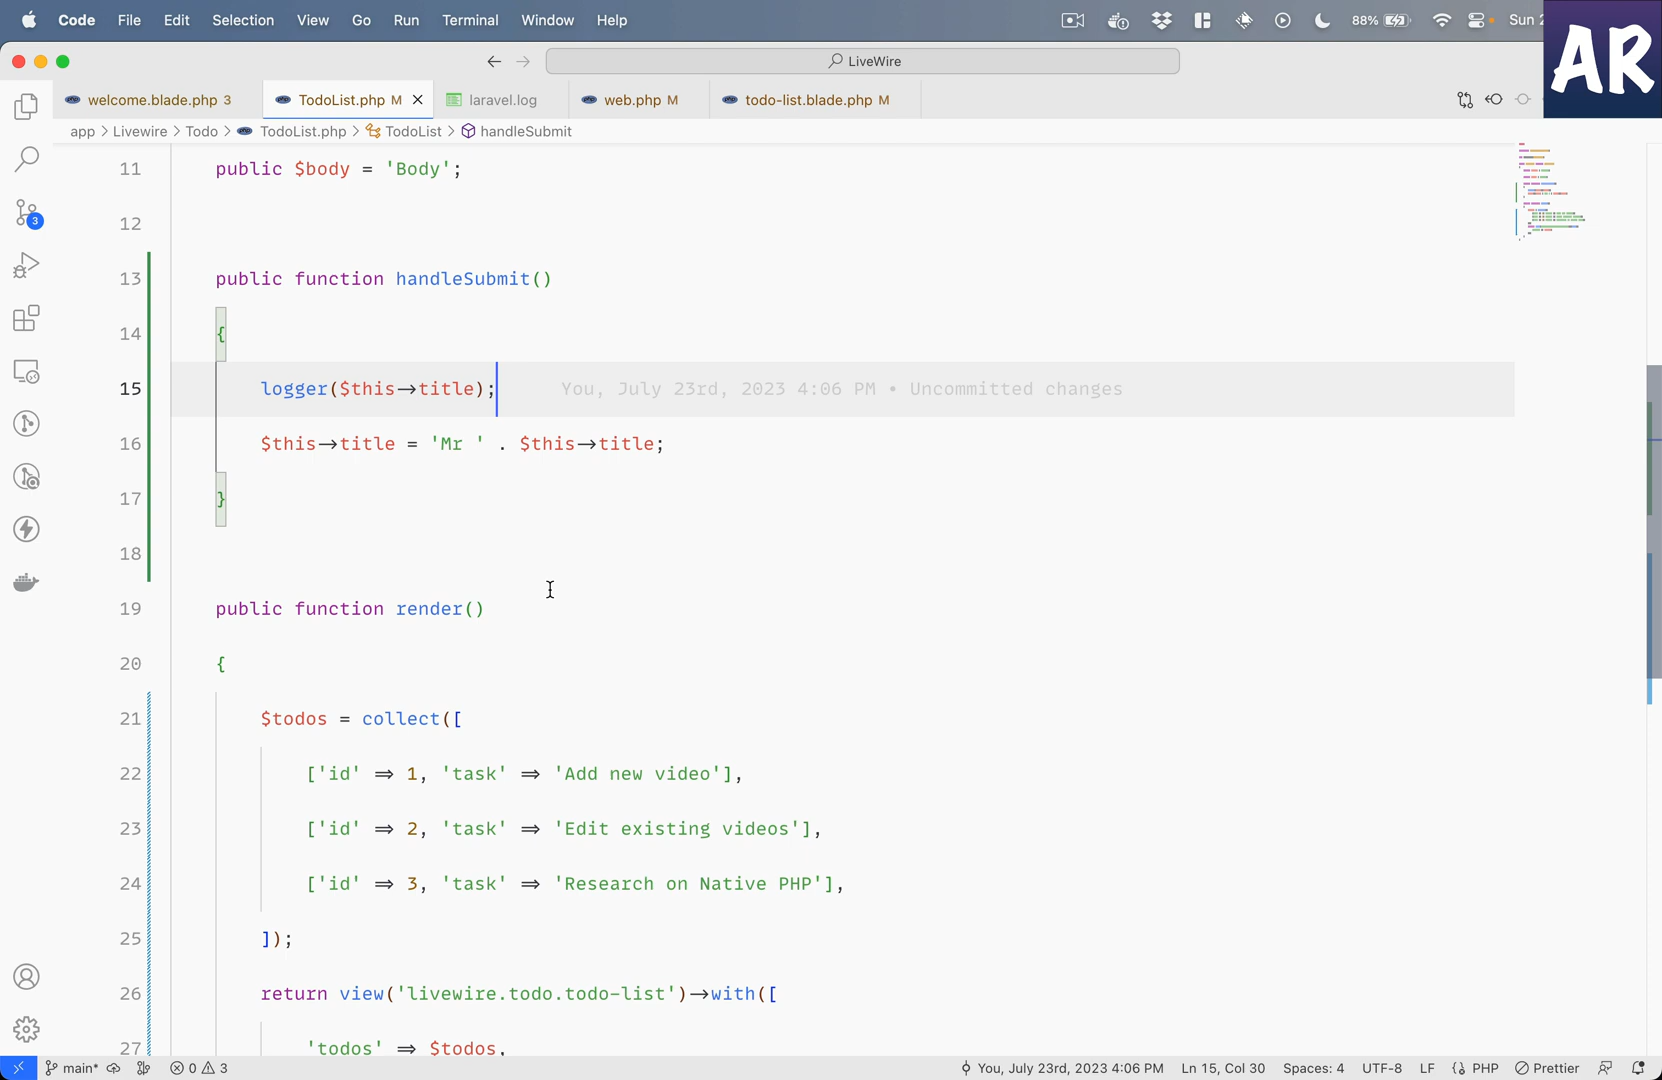 Code File Edit Selection View Go Run Terminal Window Help 88% Sun
AR
LiveWire
welcome.blade.php 3 TodoList.php M laravel.log web.php M todo-list.blade.php M
app > Livewire > Todo > TodoList.php > TodoList > handleSubmit
11 public $body = 'Body';
12
13 public function handleSubmit()
14 {
15 logger($this->title); You, July 23rd, 2023 4:06 PM • Uncommitted changes
16 $this->title = 'Mr ' . $this->title;
17 }
18
19 public function render()
20 {
21 $todos = collect([
22 ['id' => 1, 'task' => 'Add new video'],
23 ['id' => 2, 'task' => 'Edit existing videos'],
24 ['id' => 3, 'task' => 'Research on Native PHP'],
25 ]);
26 return view('livewire.todo.todo-list')->with([
27 'todos' => $todos,
3
main* 0 3 You, July 23rd, 2023 4:06 PM Ln 15, Col 30 Spaces: 4 UTF-8 LF PHP Prettier